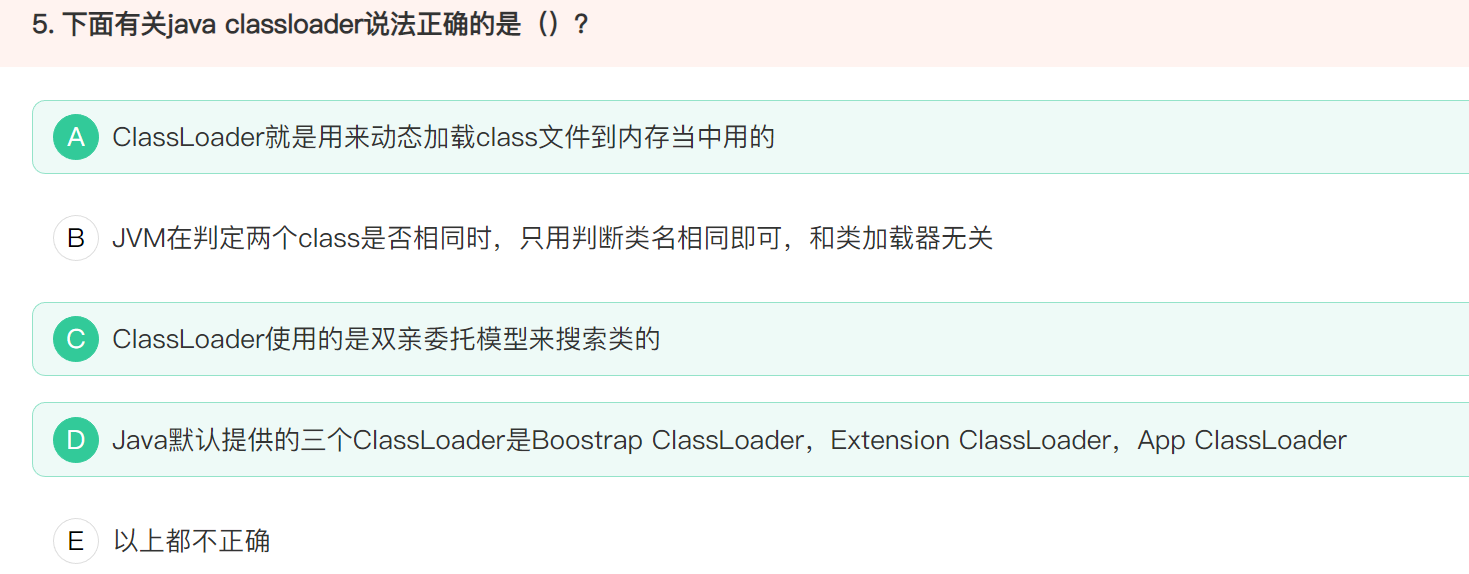 5. 下面有关java classloader说法正确的是（）?
A ClassLoader就是用来动态加载class文件到内存当中用的
B JVM在判定两个class是否相同时，只用判断类名相同即可，和类加载器无关
C ClassLoader使用的是双亲委托模型来搜索类的
D Java默认提供的三个ClassLoader是Boostrap ClassLoader，Extension ClassLoader，App ClassLoader
E 以上都不正确